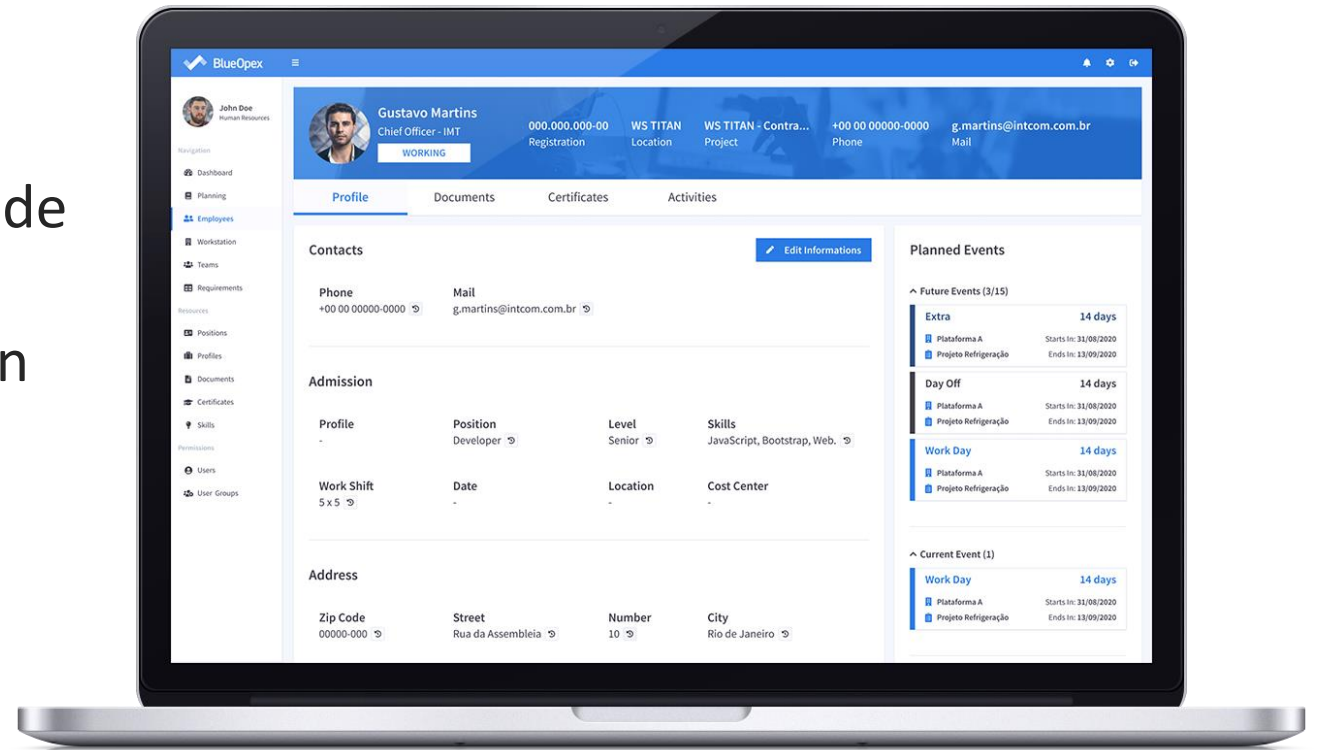 de
n
BlueOpex
John Doe
Human Resources
Navigation
Dashboard
Planning
Employees
Workstation
Teams
Requirements
Resources
Positions
Profiles
Documents
Certificates
Skills
Permissions
Users
User Groups
Gustavo Martins
Chief Officer - IMT
WORKING
000.000.000-00
Registration
WS TITAN
Location
WS TITAN - Contra...
Project
+00 00 00000-0000
Phone
g.martins@intcom.com.br
Mail
Profile Documents Certificates Activities
Contacts
Edit Informations
Phone Mail
+00 00 00000-0000 g.martins@intcom.com.br
Admission
Profile Position Level Skills
- Developer Senior JavaScript, Bootstrap, Web.
Work Shift Date Location Cost Center
5 x 5 - - -
Address
Zip Code Street Number City
00000-000 Rua da Assembleia 10 Rio de Janeiro
Planned Events
Future Events (3/15)
Extra 14 days
Plataforma A Starts In: 31/08/2020
Projeto Refrigeração Ends In: 13/09/2020
Day Off 14 days
Plataforma A Starts In: 31/08/2020
Projeto Refrigeração Ends In: 13/09/2020
Work Day 14 days
Plataforma A Starts In: 31/08/2020
Projeto Refrigeração Ends In: 13/09/2020
Current Event (1)
Work Day 14 days
Plataforma A Starts In: 31/08/2020
Projeto Refrigeração Ends In: 13/09/2020